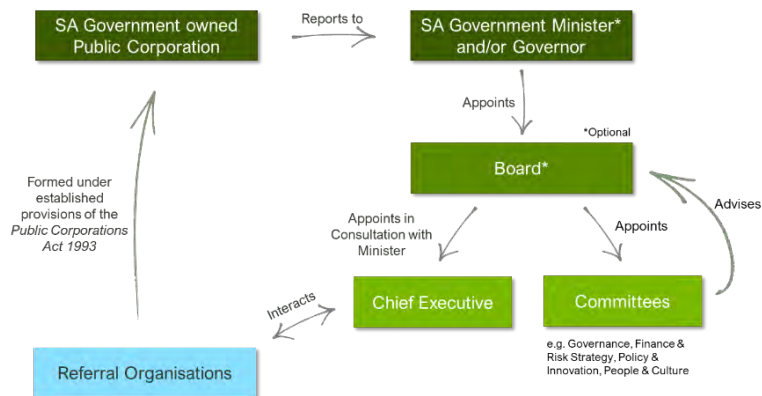 SA Government owned
Public Corporation
Reports to
SA Government Minister*
and/or Governor
Appoints
*Optional
Board*
Formed under
established
provisions of the
Public Corporations
Act 1993
Appoints in
Consultation with
Minister
Appoints
Advises
Chief Executive
Committees
Interacts
e.g. Governance, Finance &
Risk Strategy, Policy &
Innovation, People & Culture
Referral Organisations